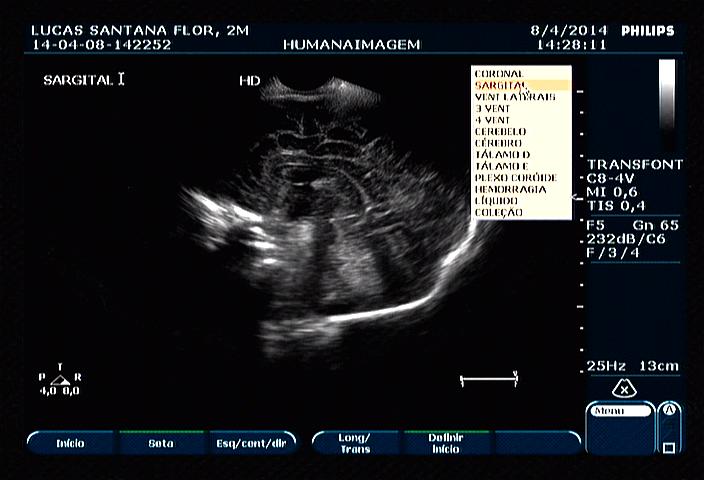 LUCAS SANTANA FLOR, 2M
14-04-08-142252
HUMANAIMAGEM
8/4/2014
14:28:11
PHILIPS
SARGITAL
HD
CORONAL
SARGITAL
VENT LATERAIS
3 VENT
4 VENT
CEREBELO
CÉREBRO
TÁLAMO D
TÁLAMO E
PLEXO CORÓIDE
HEMORRAGIA
LÍQUIDO
COLEÇÃO
TRANSFONT
C8-4V
MI 0,6
TIS 0,4
F5 Gn 65
232dB/C6
F/3/4
25Hz 13cm
T
P R
4,0 8,0
V
Menu
A
Início
Seta
Esq/cent/dir
Long/
Trans
Definir
Início